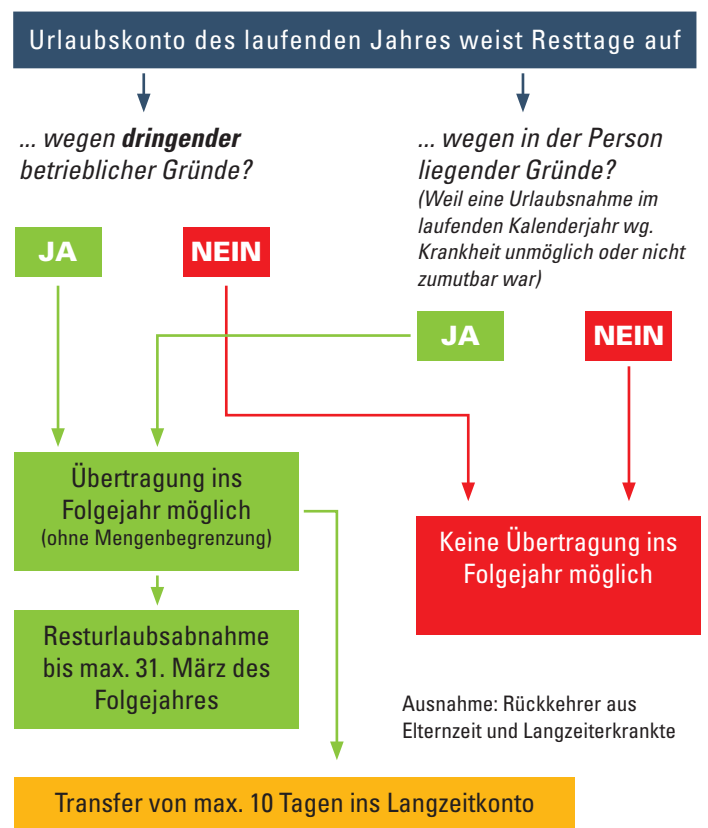 Urlaubskonto des laufenden Jahres weist Resttage auf
... wegen dringender
betrieblicher Gründe?
JA
NEIN
... wegen in der Person
liegender Gründe?
(Weil eine Urlaubsnahme im
laufenden Kalenderjahr wg.
Krankheit unmöglich oder nicht
zumutbar war)
JA
NEIN
Übertragung ins
Folgejahr möglich
(ohne Mengenbegrenzung)
Keine Übertragung ins
Folgejahr möglich
Resturlaubsabnahme
bis max. 31. März des
Folgejahres
Ausnahme: Rückkehrer aus
Elternzeit und Langzeiterkrankte
Transfer von max. 10 Tagen ins Langzeitkonto